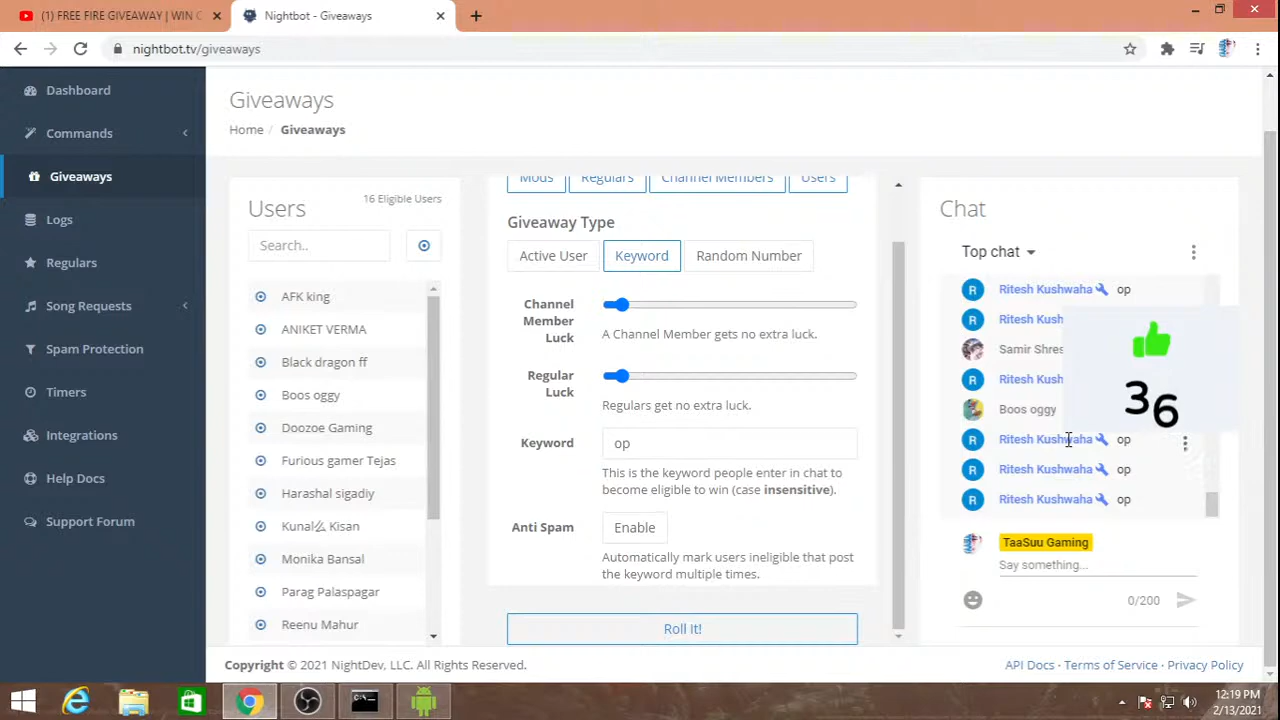 (1) FREE FIRE GIVEAWAY | WIN
Nightbot - Giveaways
nightbot.tv/giveaways
Dashboard
Commands
Giveaways
Logs
Regulars
Song Requests
Spam Protection
Timers
Integrations
Help Docs
Support Forum
Giveaways
Home / Giveaways
Users
16 Eligible Users
Search..
AFK king
ANIKET VERMA
Black dragon ff
Boos oggy
Doozoe Gaming
Furious gamer Tejas
Harashal sigadiy
Kunal么 Kisan
Monika Bansal
Parag Palaspagar
Reenu Mahur
Mods
Regulars
Channel Members
Users
Giveaway Type
Active User
Keyword
Random Number
Channel
Member
Luck
A Channel Member gets no extra luck.
Regular
Luck
Regulars get no extra luck.
Keyword
op
This is the keyword people enter in chat to
become eligible to win (case insensitive).
Anti Spam
Enable
Automatically mark users ineligible that post
the keyword multiple times.
Roll It!
Chat
Top chat
R Ritesh Kushwaha op
R Ritesh Kush
Samir Shres
R Ritesh Kush
Boos oggy
R Ritesh Kushwaha op
R Ritesh Kushwaha op
R Ritesh Kushwaha op
36
TaaSuu Gaming
Say something...
0/200
Copyright © 2021 NightDev, LLC. All Rights Reserved.
API Docs · Terms of Service · Privacy Policy
12:19 PM
2/13/2021